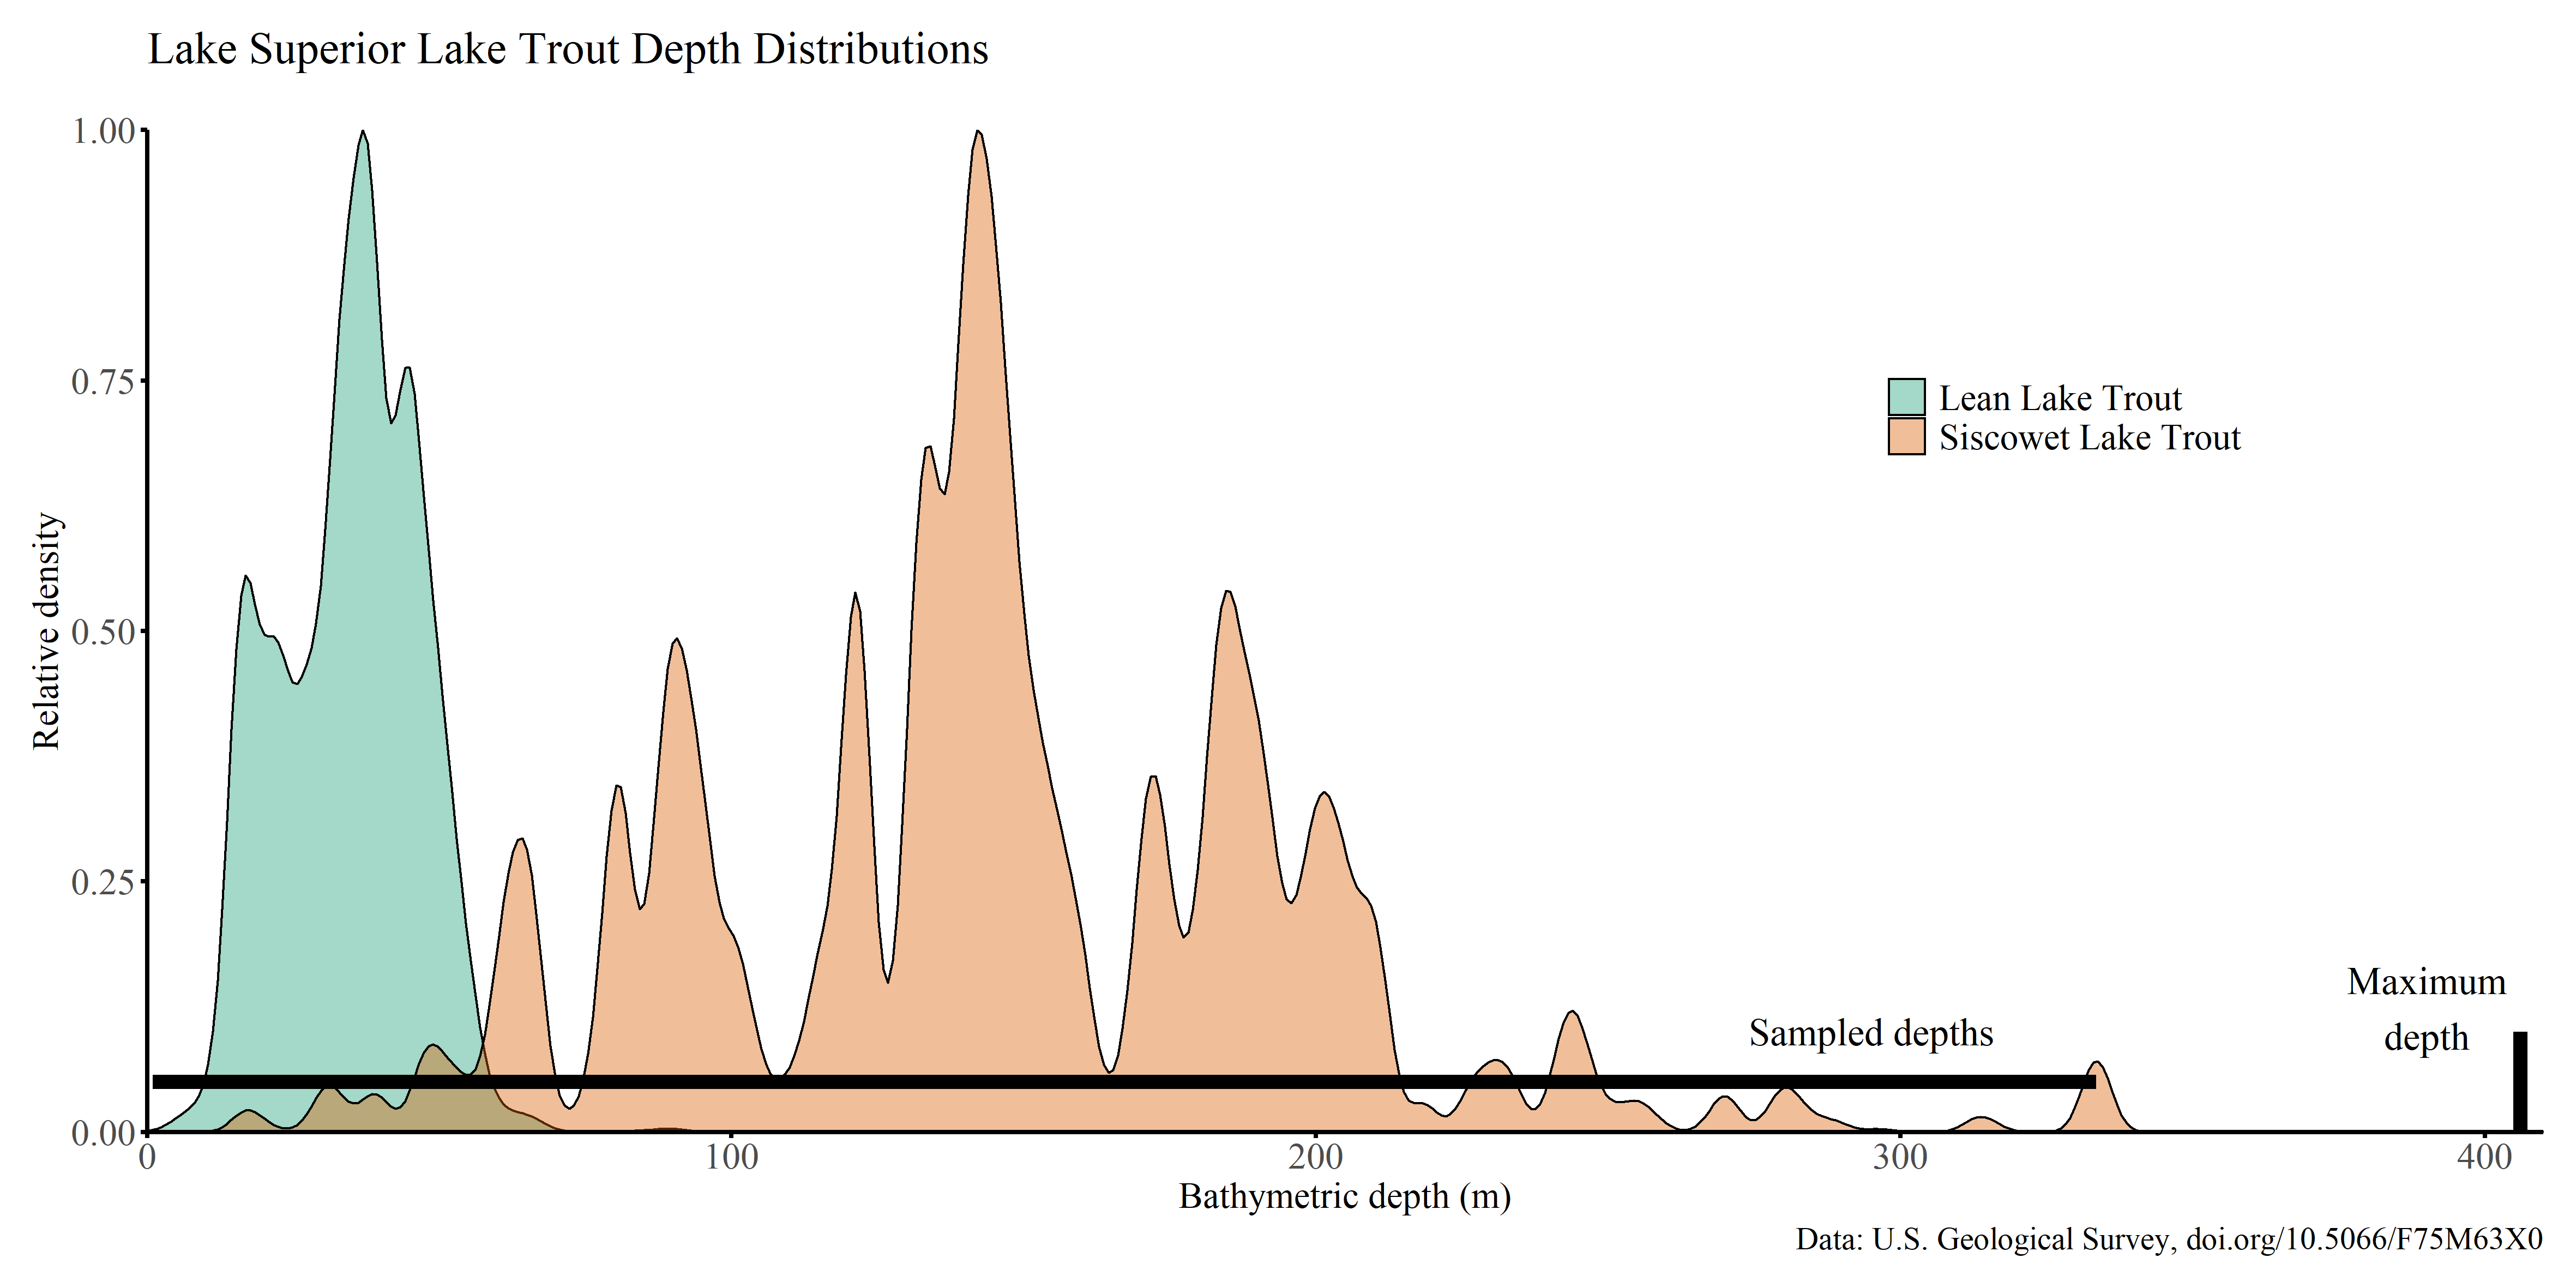 Lake Superior Lake Trout Depth Distributions
1.00
0.75
0.50
0.25
0.00
Relative density
Lean Lake Trout
Siscowet Lake Trout
Sampled depths
Maximum
depth
0
100
200
300
400
Bathymetric depth (m)
Data: U.S. Geological Survey, doi.org/10.5066/F75M63X0